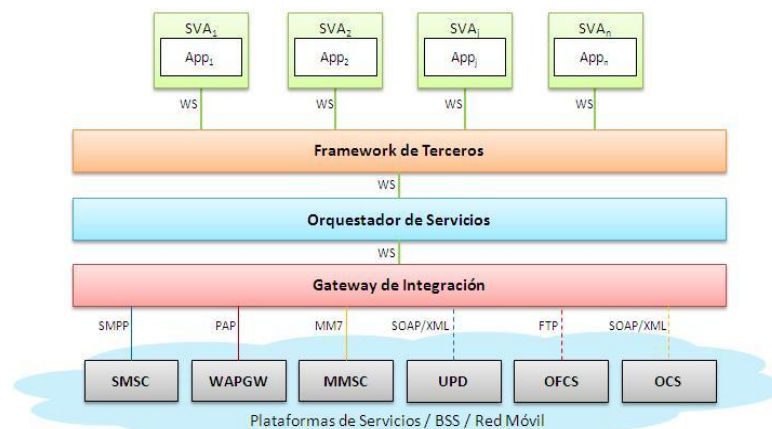 SVA1 SVA2 SVAj SVAn
App1 App2 Appj Appn
WS WS WS WS
Framework de Terceros
WS
Orquestador de Servicios
WS
Gateway de Integración
SMPP PAP MM7 SOAP/XML FTP SOAP/XML
SMSC WAPGW MMSC UPD OFCS OCS
Plataformas de Servicios / BSS / Red Móvil